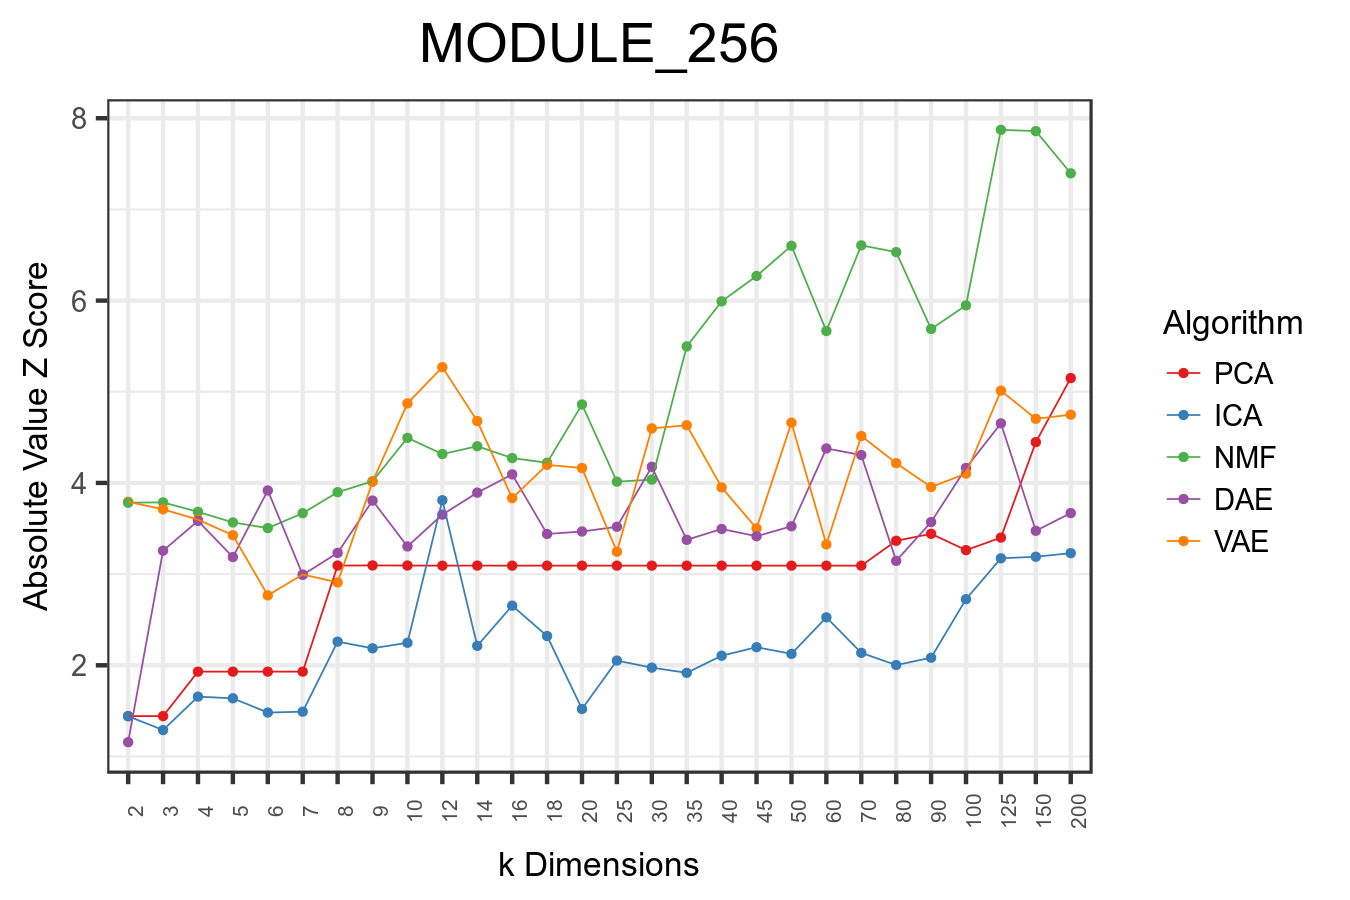 MODULE_256
Absolute Value Z Score
8
6
4
2
2 3 4 5 6 7 8 9 10 12 14 16 18 20 25 30 35 40 45 50 60 70 80 90 100 125 150 200
k Dimensions
Algorithm
PCA
ICA
NMF
DAE
VAE